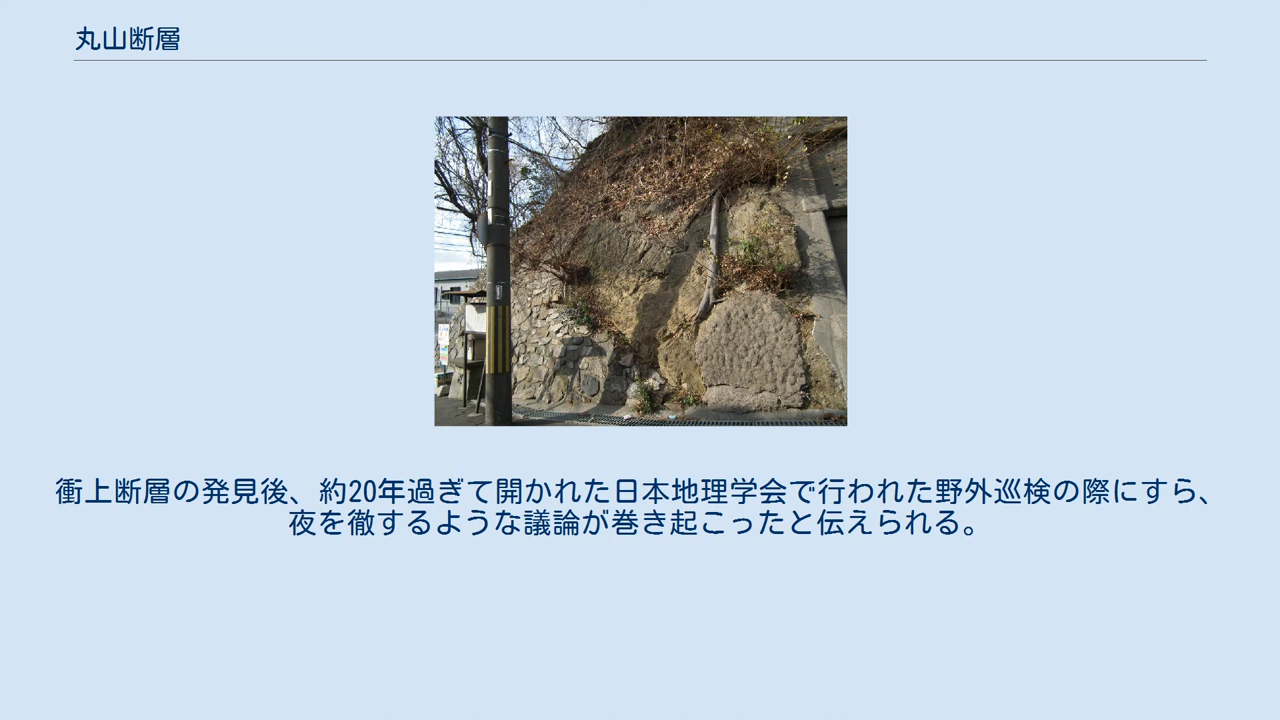 丸山断層
衝上断層の発見後、約20年過ぎて開かれた日本地理学会で行われた野外巡検の際にすら、
夜を徹するような議論が巻き起こったと伝えられる。